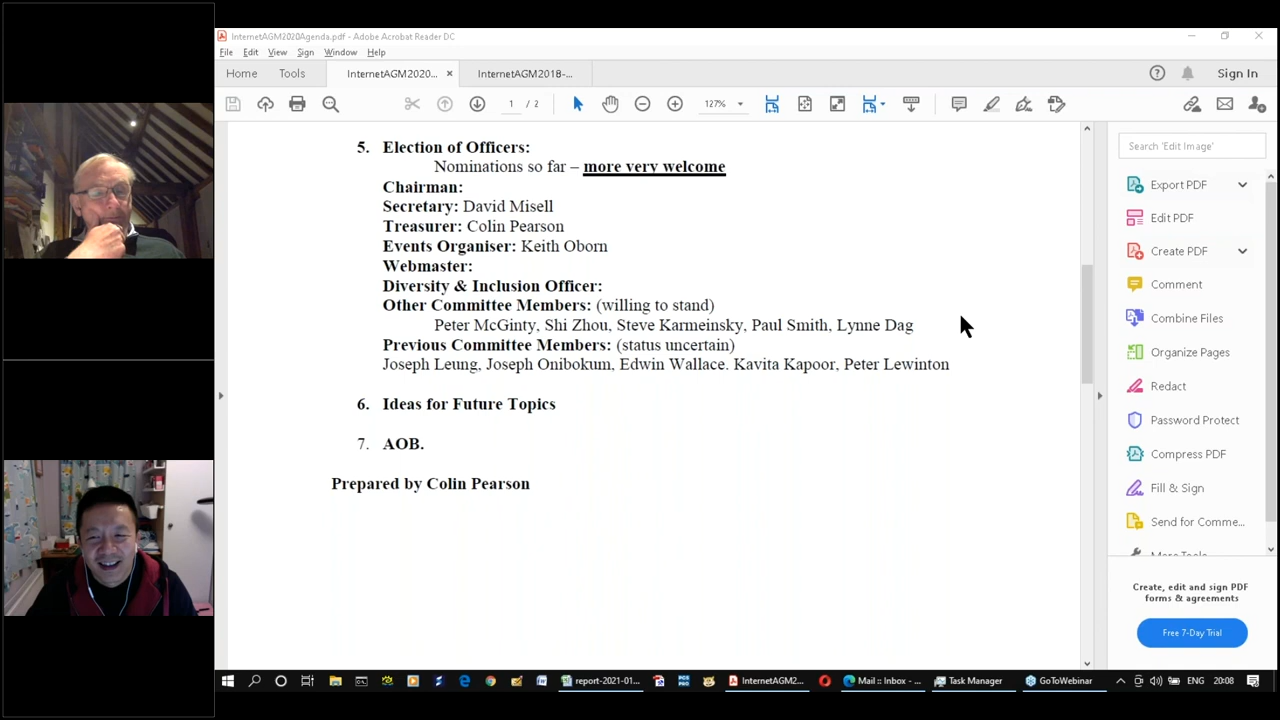 InternetAGM2020Agenda.pdf - Adobe Acrobat Reader DC
File Edit View Sign Window Help
Home Tools InternetAGM2020... × InternetAGM2018-... Sign In
1 / 2 127%
5. Election of Officers:
Nominations so far – more very welcome
Chairman:
Secretary: David Misell
Treasurer: Colin Pearson
Events Organiser: Keith Oborn
Webmaster:
Diversity & Inclusion Officer:
Other Committee Members: (willing to stand)
Peter McGinty, Shi Zhou, Steve Karmeinsky, Paul Smith, Lynne Dag
Previous Committee Members: (status uncertain)
Joseph Leung, Joseph Onibokum, Edwin Wallace. Kavita Kapoor, Peter Lewinton
6. Ideas for Future Topics
7. AOB.
Prepared by Colin Pearson
Search 'Edit Image'
Export PDF
Edit PDF
Create PDF
Comment
Combine Files
Organize Pages
Redact
Password Protect
Compress PDF
Fill & Sign
Send for Comme...
More Tools
Create, edit and sign PDF
forms & agreements
Free 7-Day Trial
report-2021-01... InternetAGM2... Mail :: Inbox - ... Task Manager GoToWebinar ENG 20:08